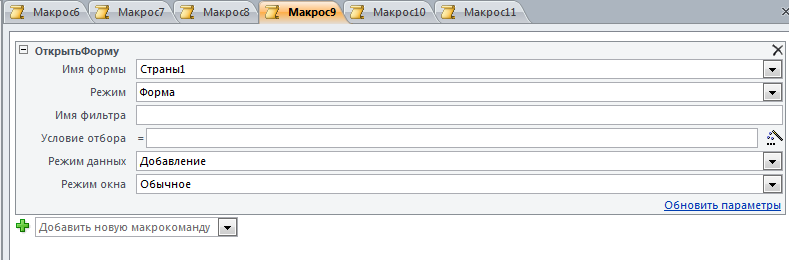 Макрос6 Макрос7 Макрос8 Макрос9 Макрос10 Макрос11
ОткрытьФорму
Имя формы Страны1
Режим Форма
Имя фильтра
Условие отбора =
Режим данных Добавление
Режим окна Обычное
Обновить параметры
Добавить новую макрокоманду